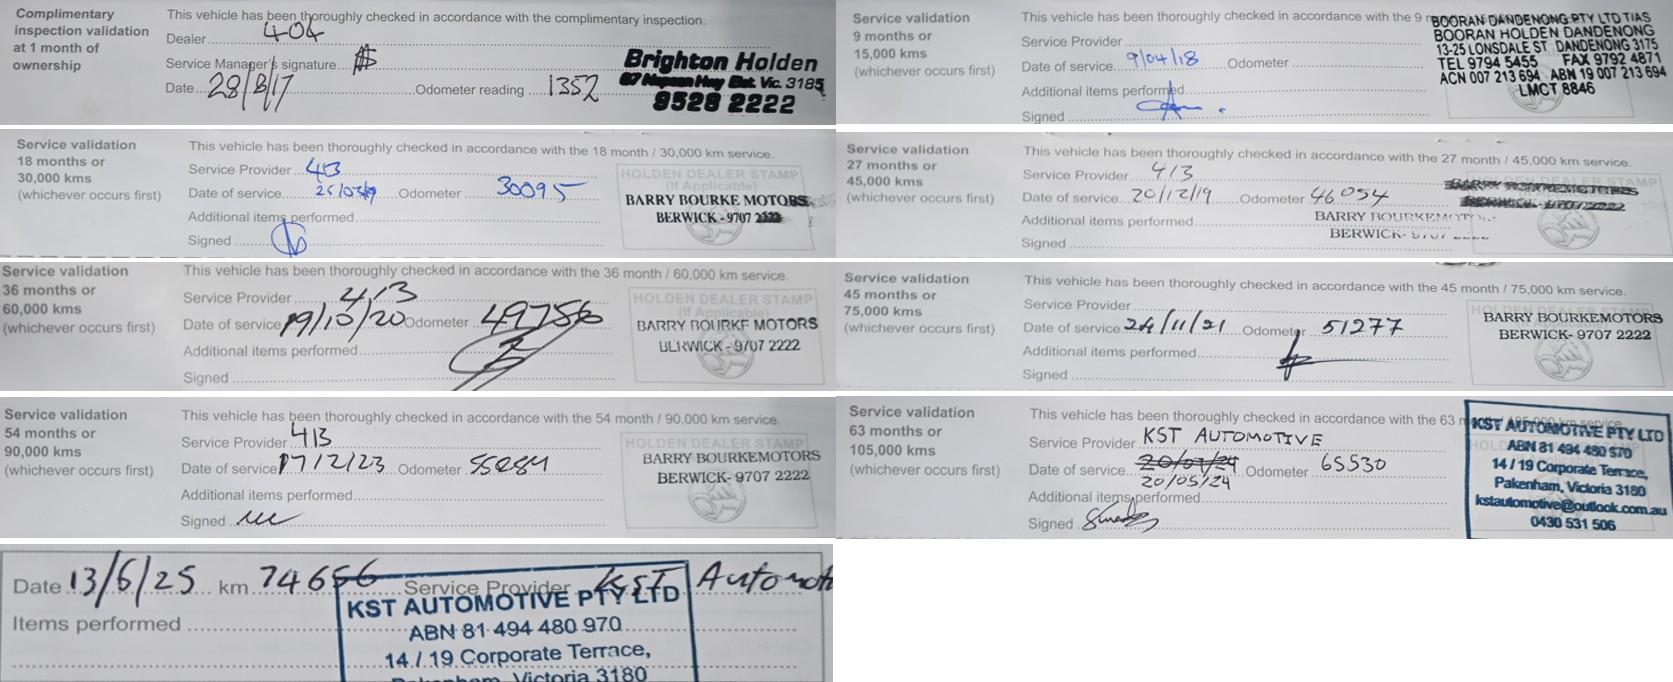 Complimentary inspection validation at 1 month of ownership
This vehicle has been thoroughly checked in accordance with the complimentary inspection.
Dealer 404
Service Manager's signature
Date 28/8/17 Odometer reading 1352
Brighton Holden
Vic. 3185
9528 2222
Service validation
9 months or
15,000 kms
(whichever occurs first)
This vehicle has been thoroughly checked in accordance with the 9
Service Provider
Date of service 9/04/18 Odometer
Additional items performed
Signed
BOORAN DANDENONG PTY LTD TIAS
BOORAN HOLDEN DANDENONG
13-25 LONSDALE ST DANDENONG 3175
TEL 9794 5455 FAX 9792 4871
ACN 007 213 694 ABN 19 007 213 694
LMCT 8846
Service validation
18 months or
30,000 kms
(whichever occurs first)
This vehicle has been thoroughly checked in accordance with the 18 month / 30,000 km service.
Service Provider 413
Date of service Odometer 30095
Additional items performed
Signed
HOLDEN DEALER STAMP
(If Applicable)
BARRY BOURKE MOTORS
BERWICK - 9707 2222
Service validation
27 months or
45,000 kms
(whichever occurs first)
This vehicle has been thoroughly checked in accordance with the 27 month / 45,000 km service.
Service Provider 413
Date of service 20/12/19 Odometer 46054
Additional items performed
Signed
BARRY BOURKEMOTO
BERWICK-
Service validation
36 months or
60,000 kms
(whichever occurs first)
This vehicle has been thoroughly checked in accordance with the 36 month / 60,000 km service.
Service Provider 413
Date of service 19/10/20 Odometer 49756
Additional items performed
Signed
HOLDEN DEALER STAMP
(If Applicable)
BARRY BOURKE MOTORS
BERWICK - 9707 2222
Service validation
45 months or
75,000 kms
(whichever occurs first)
This vehicle has been thoroughly checked in accordance with the 45 month / 75,000 km service.
Service Provider
Date of service 24/11/21 Odometer 51277
Additional items performed
Signed
BARRY BOURKEMOTORS
BERWICK- 9707 2222
Service validation
54 months or
90,000 kms
(whichever occurs first)
This vehicle has been thoroughly checked in accordance with the 54 month / 90,000 km service.
Service Provider 413
Date of service 17/2/23 Odometer 55284
Additional items performed
Signed
HOLDEN DEALER STAMP
BARRY BOURKEMOTORS
BERWICK- 9707 2222
Service validation
63 months or
105,000 kms
(whichever occurs first)
This vehicle has been thoroughly checked in accordance with the 63
Service Provider KST AUTOMOTIVE
Date of service 20/05/24 Odometer 65530
Additional items performed
Signed
KST AUTOMOTIVE PTY LTD
ABN 81 494 480 970
14 / 19 Corporate Terrace,
Pakenham, Victoria 3180
kstautomotive@outlook.com.au
0430 531 506
Date 13/6/25 km 74656 Service Provider KST Automot
Items performed
KST AUTOMOTIVE PTY LTD
ABN 81 494 480 970
14 / 19 Corporate Terrace,
Pakenham, Victoria 3180